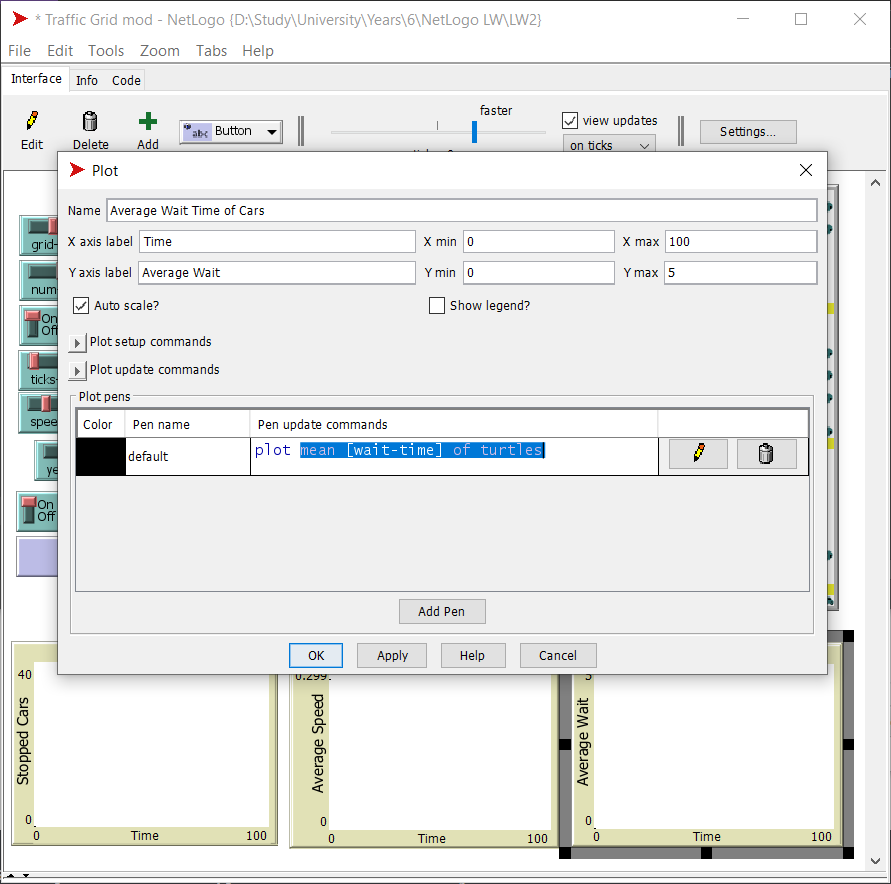 * Traffic Grid mod - NetLogo {D:\Study\University\Years\6\NetLogo LW\LW2}
File Edit Tools Zoom Tabs Help
Interface Info Code
Edit Delete Add
abc Button
faster
view updates
on ticks
Settings...
Plot
Name Average Wait Time of Cars
X axis label Time X min 0 X max 100
Y axis label Average Wait Y min 0 Y max 5
Auto scale? Show legend?
Plot setup commands
Plot update commands
Plot pens
Color Pen name Pen update commands
default plot mean [wait-time] of turtles
Add Pen
OK Apply Help Cancel
grid-
num
On
Off
ticks-
spee
ye
On
Off
40
Stopped Cars
0
0 Time 100
0.299
Average Speed
0
0 Time 100
5
Average Wait
0
0 Time 100